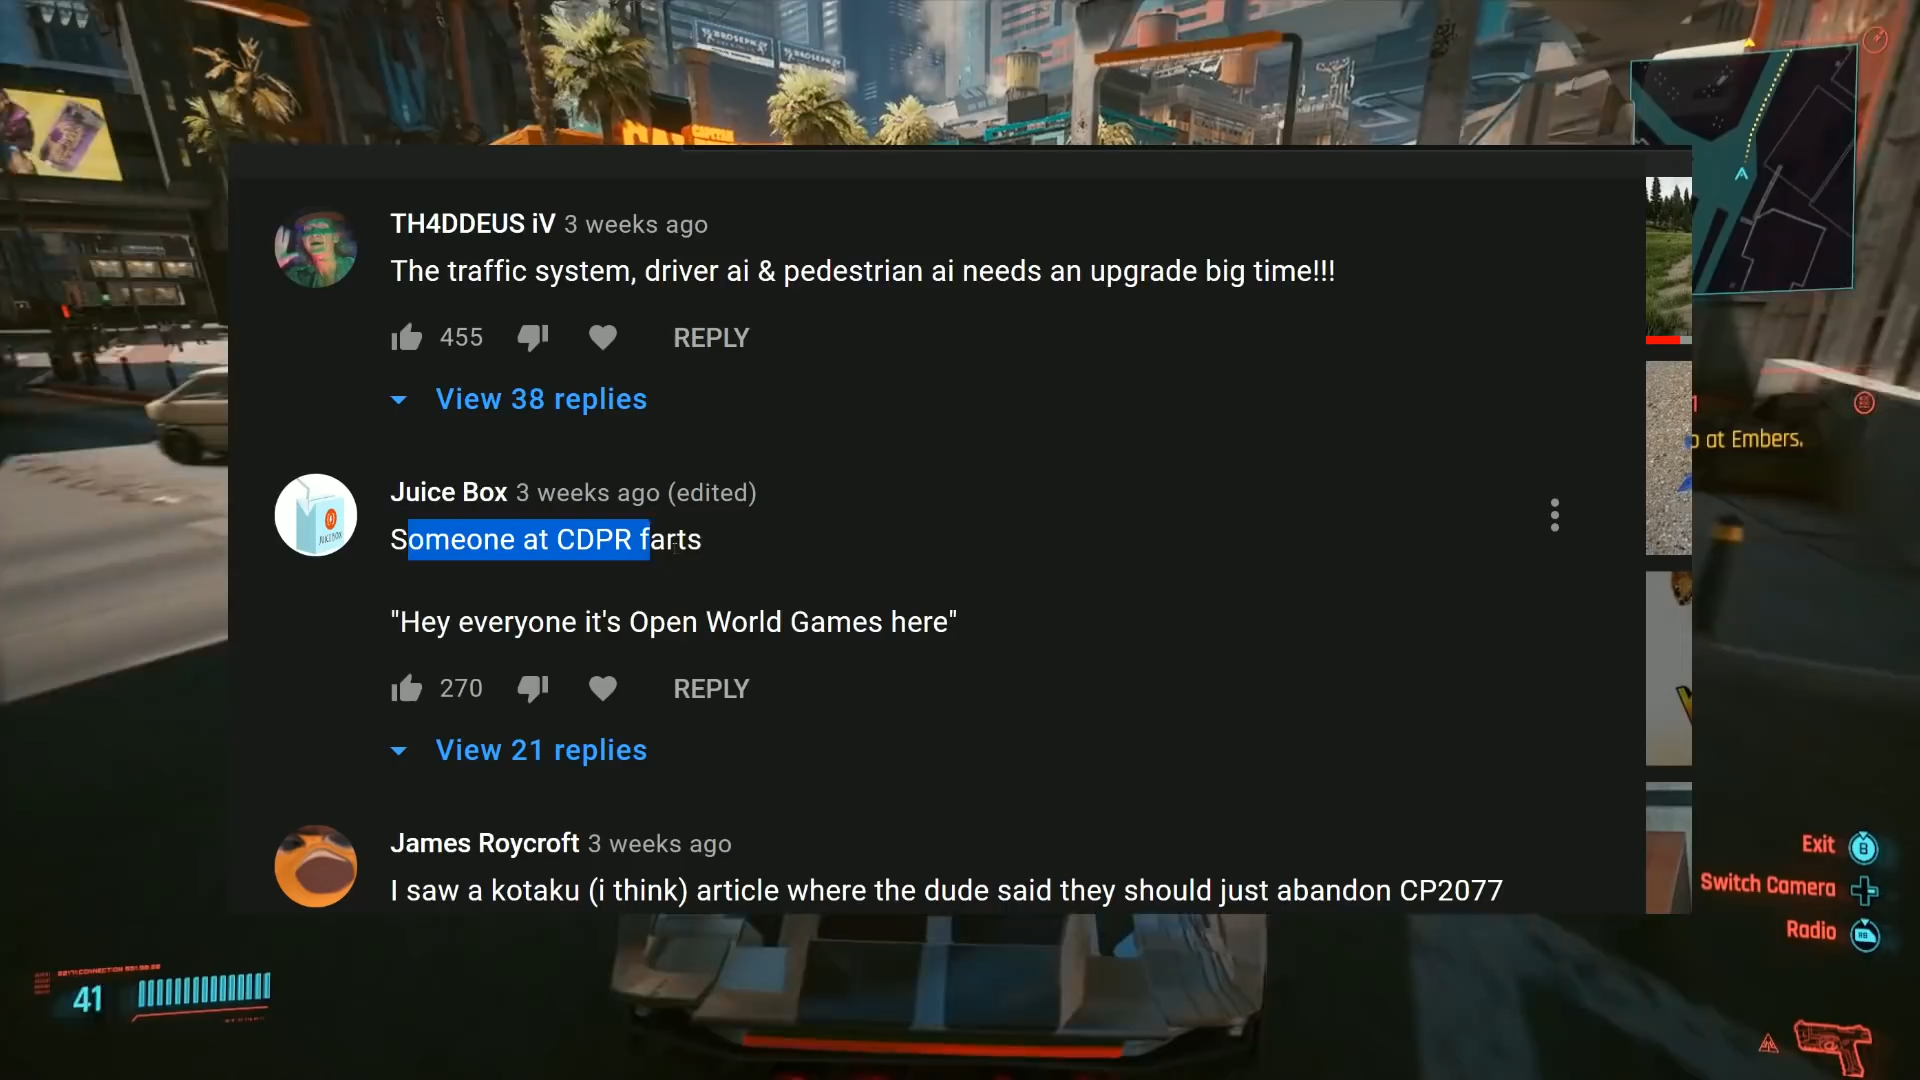 BROSEPH
TH4DDEUS iV 3 weeks ago
The traffic system, driver ai & pedestrian ai needs an upgrade big time!!!
455 REPLY
View 38 replies
at Embers.
Juice Box 3 weeks ago (edited)
Someone at CDPR farts
"Hey everyone it's Open World Games here"
270 REPLY
View 21 replies
James Roycroft 3 weeks ago
I saw a kotaku (i think) article where the dude said they should just abandon CP2077
Exit B
Switch Camera
Radio RB
41